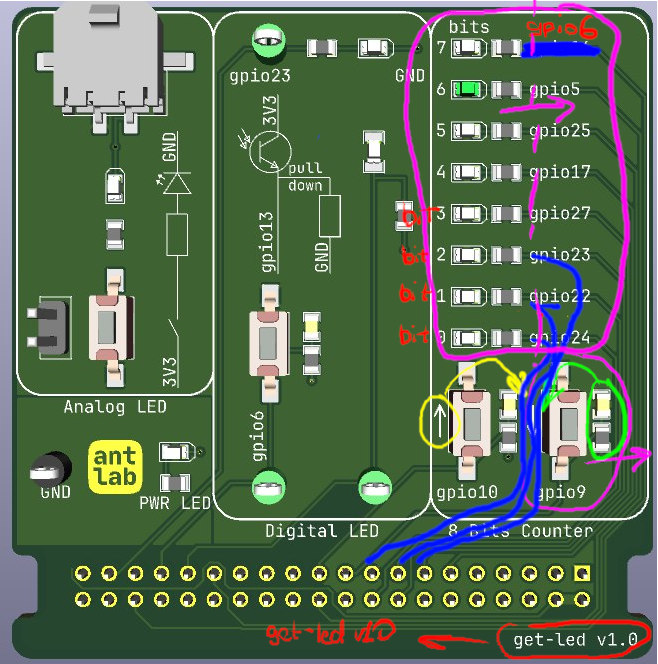 bits
gpio6
7
gpio23
GND
6 gpio5
3V3
5 gpio25
GND
pull
down
4 gpio17
bit 3 gpio27
gpio13
GND
bit 2 gpio23
bit 1 gpio22
3V3
bit 0 gpio24
Analog LED
gpio6
ant
lab
GND
PWR LED
gpio10 gpio9
Digital LED
8 Bits Counter
get-led v1.0
get-led v1.0